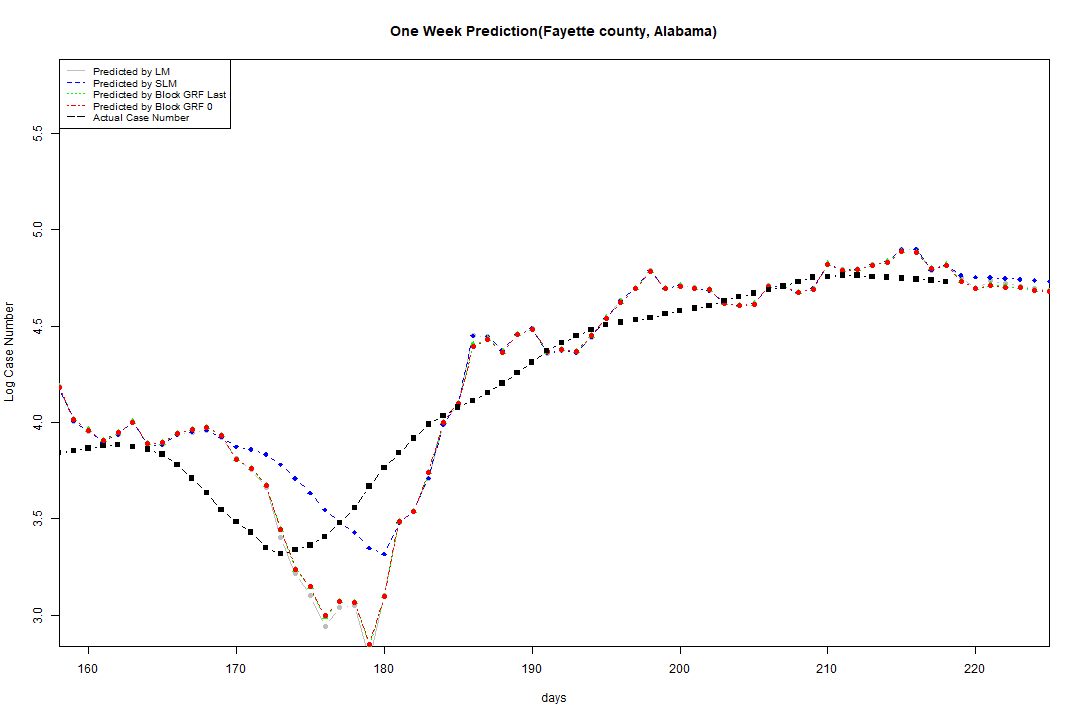 One Week Prediction(Fayette county, Alabama)
Predicted by LM
Predicted by SLM
Predicted by Block GRF Last
Predicted by Block GRF 0
Actual Case Number
Log Case Number
5.5
5.0
4.5
4.0
3.5
3.0
160 170 180 190 200 210 220
days